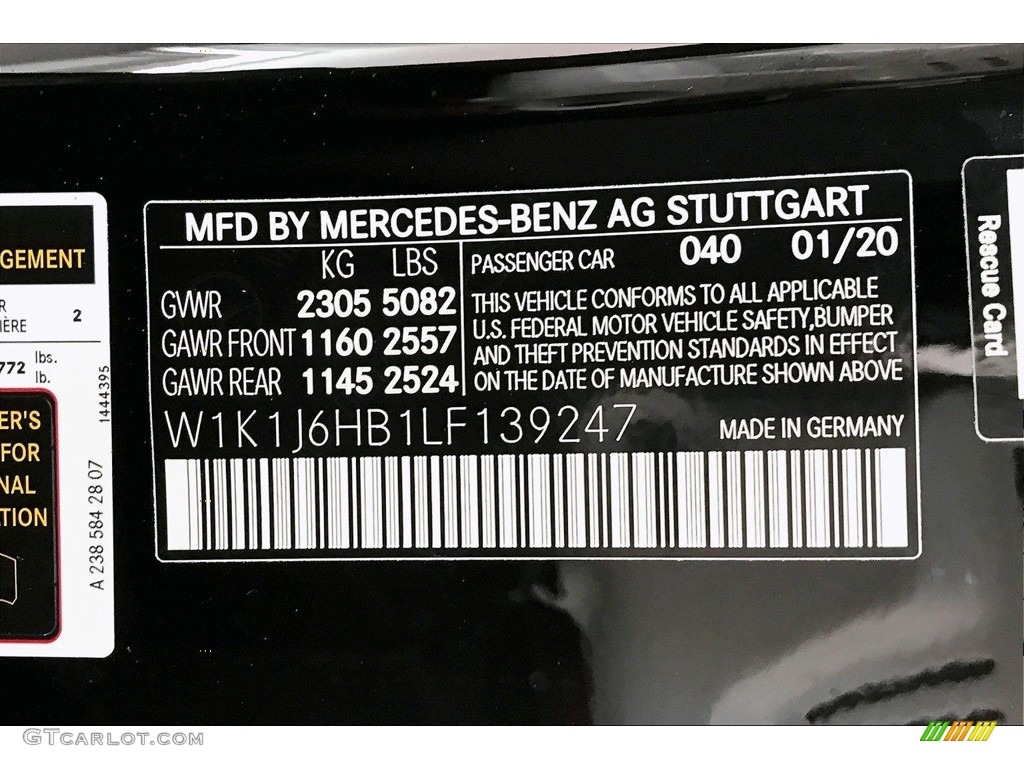 GEMENT
R
IÈRE 2
772 lbs.
lb.
ER'S
FOR
NAL
TION
1444395
A 238 584 28 07
MFD BY MERCEDES-BENZ AG STUTTGART
KG LBS
GVWR 2305 5082
GAWR FRONT 1160 2557
GAWR REAR 1145 2524
PASSENGER CAR 040 01/20
THIS VEHICLE CONFORMS TO ALL APPLICABLE
U.S. FEDERAL MOTOR VEHICLE SAFETY,BUMPER
AND THEFT PREVENTION STANDARDS IN EFFECT
ON THE DATE OF MANUFACTURE SHOWN ABOVE
W1K1J6HB1LF139247 MADE IN GERMANY
Rescue Card
GTcarlot.com